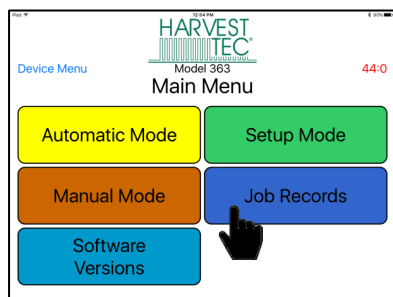 iPad 12:54 PM 93%
HARVEST
TEC
Device Menu Model 363 44:0
Main Menu
Automatic Mode Setup Mode
Manual Mode Job Records
Software
Versions